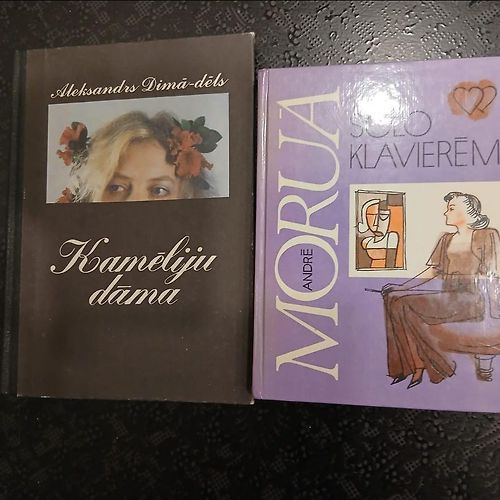 Aleksandrs Dimā-dēls
Kamēliju
dāma
ANDRĒ
MORUA
SOLO
KLAVIERĒM